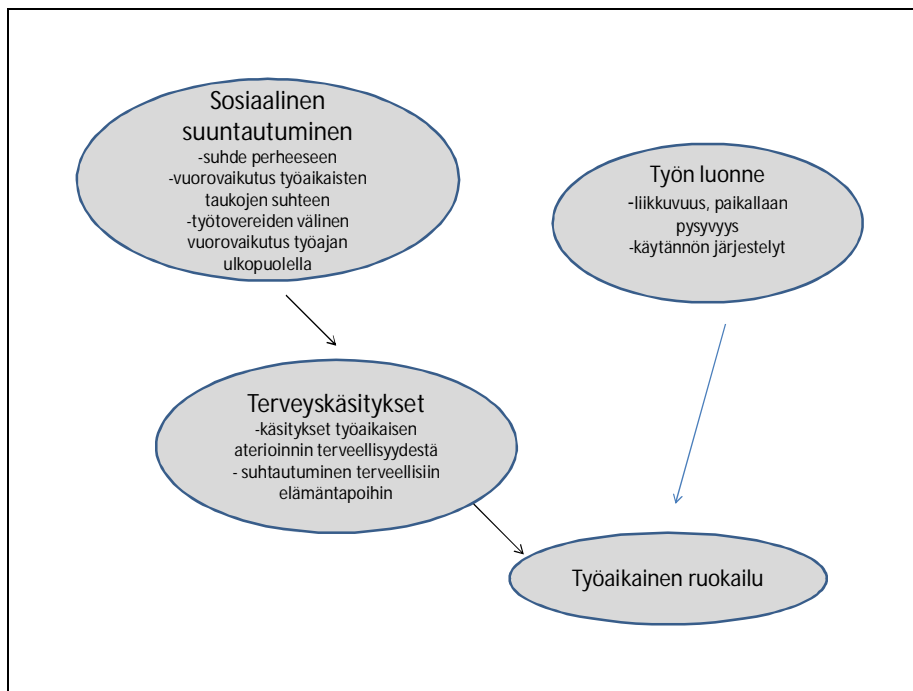 Sosiaalinen
suuntautuminen
-suhde perheeseen
-vuorovaikutus työaikaisten
taukojen suhteen
-työtovereiden välinen
vuorovaikutus työajan
ulkopuolella
Työn luonne
-liikkuvuus, paikallaan
pysyvyys
-käytännön järjestelyt
Terveyskäsitykset
-käsitykset työaikaisen
aterioinnin terveellisyydestä
- suhtautuminen terveellisiin
elämäntapoihin
Työaikainen ruokailu